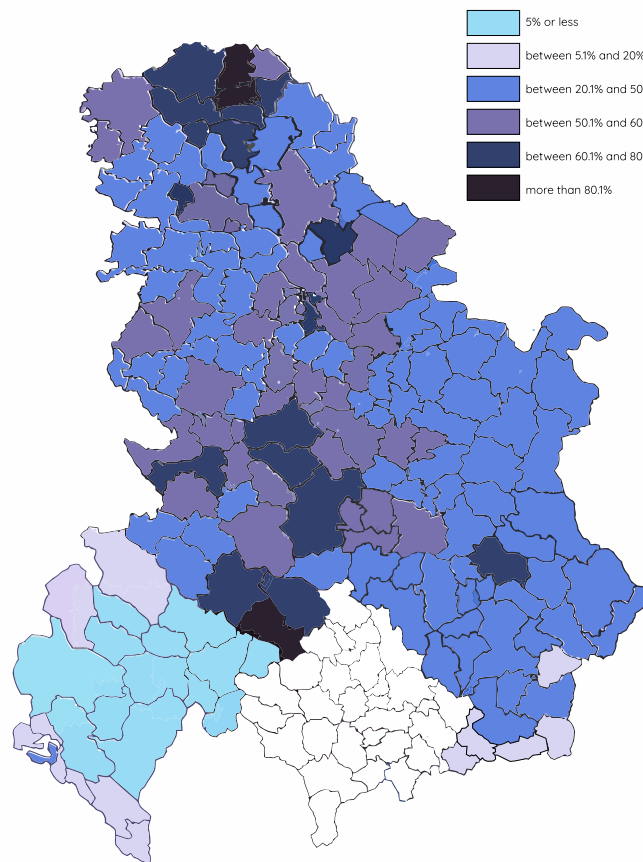 5% or less
between 5.1% and 20%
between 20.1% and 50
between 50.1% and 60
between 60.1% and 80
more than 80.1%